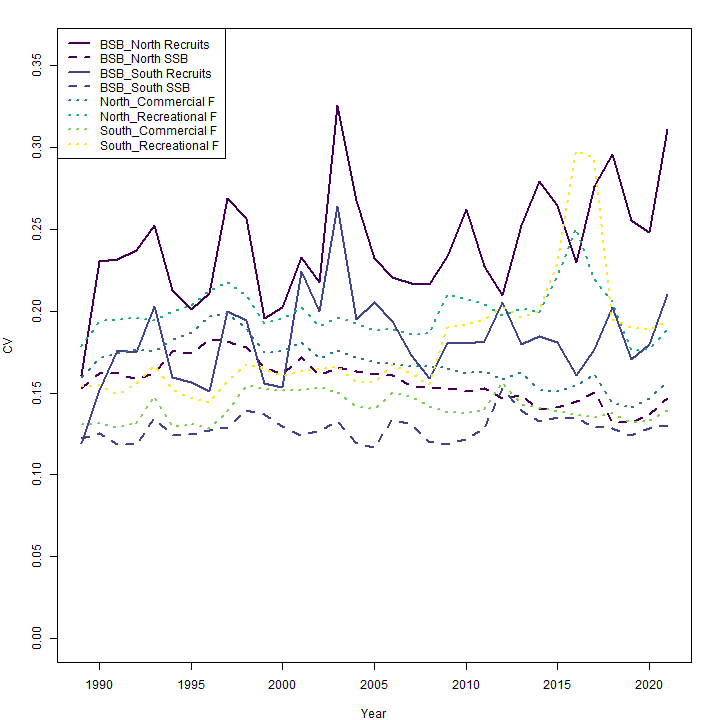 BSB_North Recruits
BSB_North SSB
BSB_South Recruits
BSB_South SSB
North_Commercial F
North_Recreational F
South_Commercial F
South_Recreational F
0.35
0.30
0.25
0.20
0.15
0.10
0.05
0.00
CV
1990 1995 2000 2005 2010 2015 2020
Year